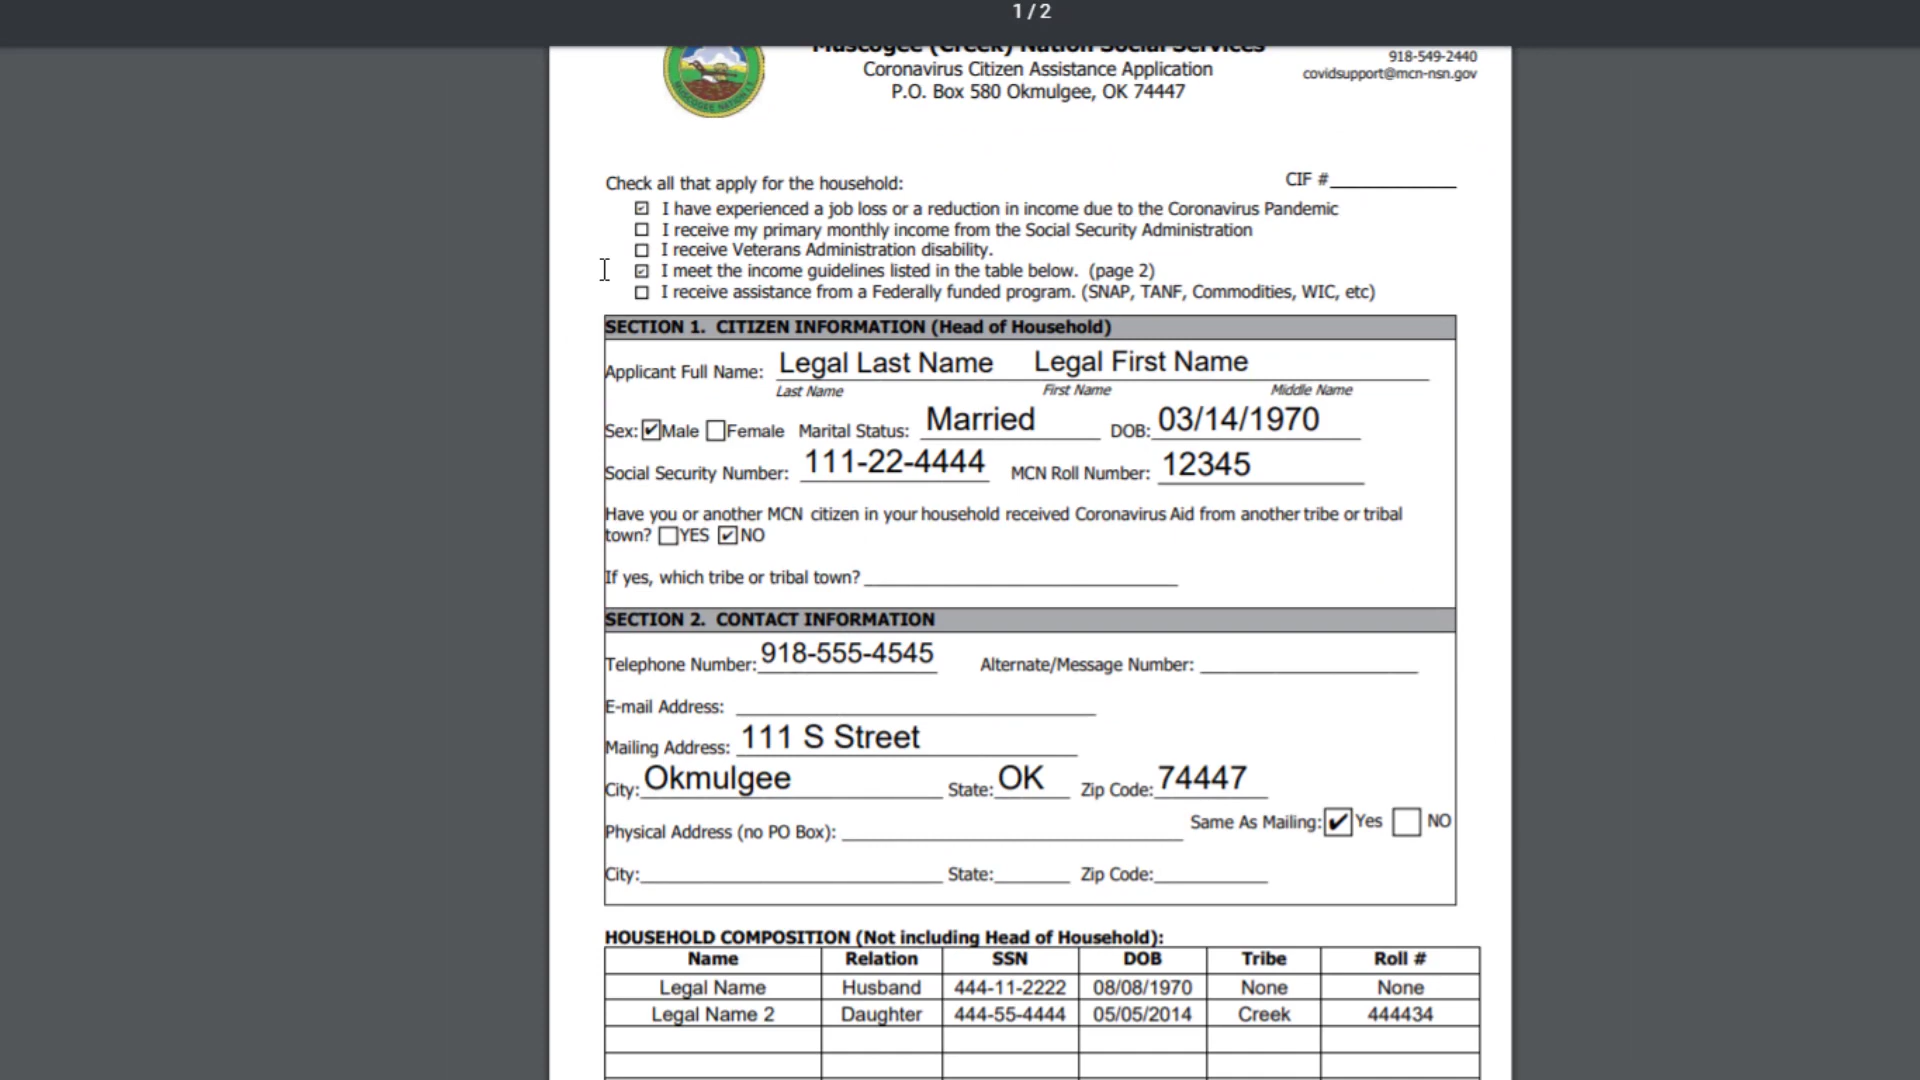 1 / 2
Muscogee (Creek) Nation Social Services
918-549-2440
Coronavirus Citizen Assistance Application
covidsupport@mcn-nsn.gov
P.O. Box 580 Okmulgee, OK 74447
MUSCOGEE NATION I.T.
Check all that apply for the household:
CIF #
I have experienced a job loss or a reduction in income due to the Coronavirus Pandemic
I receive my primary monthly income from the Social Security Administration
I receive Veterans Administration disability.
I meet the income guidelines listed in the table below. (page 2)
I receive assistance from a Federally funded program. (SNAP, TANF, Commodities, WIC, etc)
SECTION 1. CITIZEN INFORMATION (Head of Household)
Applicant Full Name: Legal Last Name Legal First Name
Last Name First Name Middle Name
Sex: Male Female Marital Status: Married DOB: 03/14/1970
Social Security Number: 111-22-4444 MCN Roll Number: 12345
Have you or another MCN citizen in your household received Coronavirus Aid from another tribe or tribal
town? YES NO
If yes, which tribe or tribal town?
SECTION 2. CONTACT INFORMATION
Telephone Number: 918-555-4545 Alternate/Message Number:
E-mail Address:
Mailing Address: 111 S Street
City: Okmulgee State: OK Zip Code: 74447
Physical Address (no PO Box): Same As Mailing: Yes NO
City: State: Zip Code:
HOUSEHOLD COMPOSITION (Not including Head of Household):
Name Relation SSN DOB Tribe Roll #
Legal Name Husband 444-11-2222 08/08/1970 None None
Legal Name 2 Daughter 444-55-4444 05/05/2014 Creek 444434